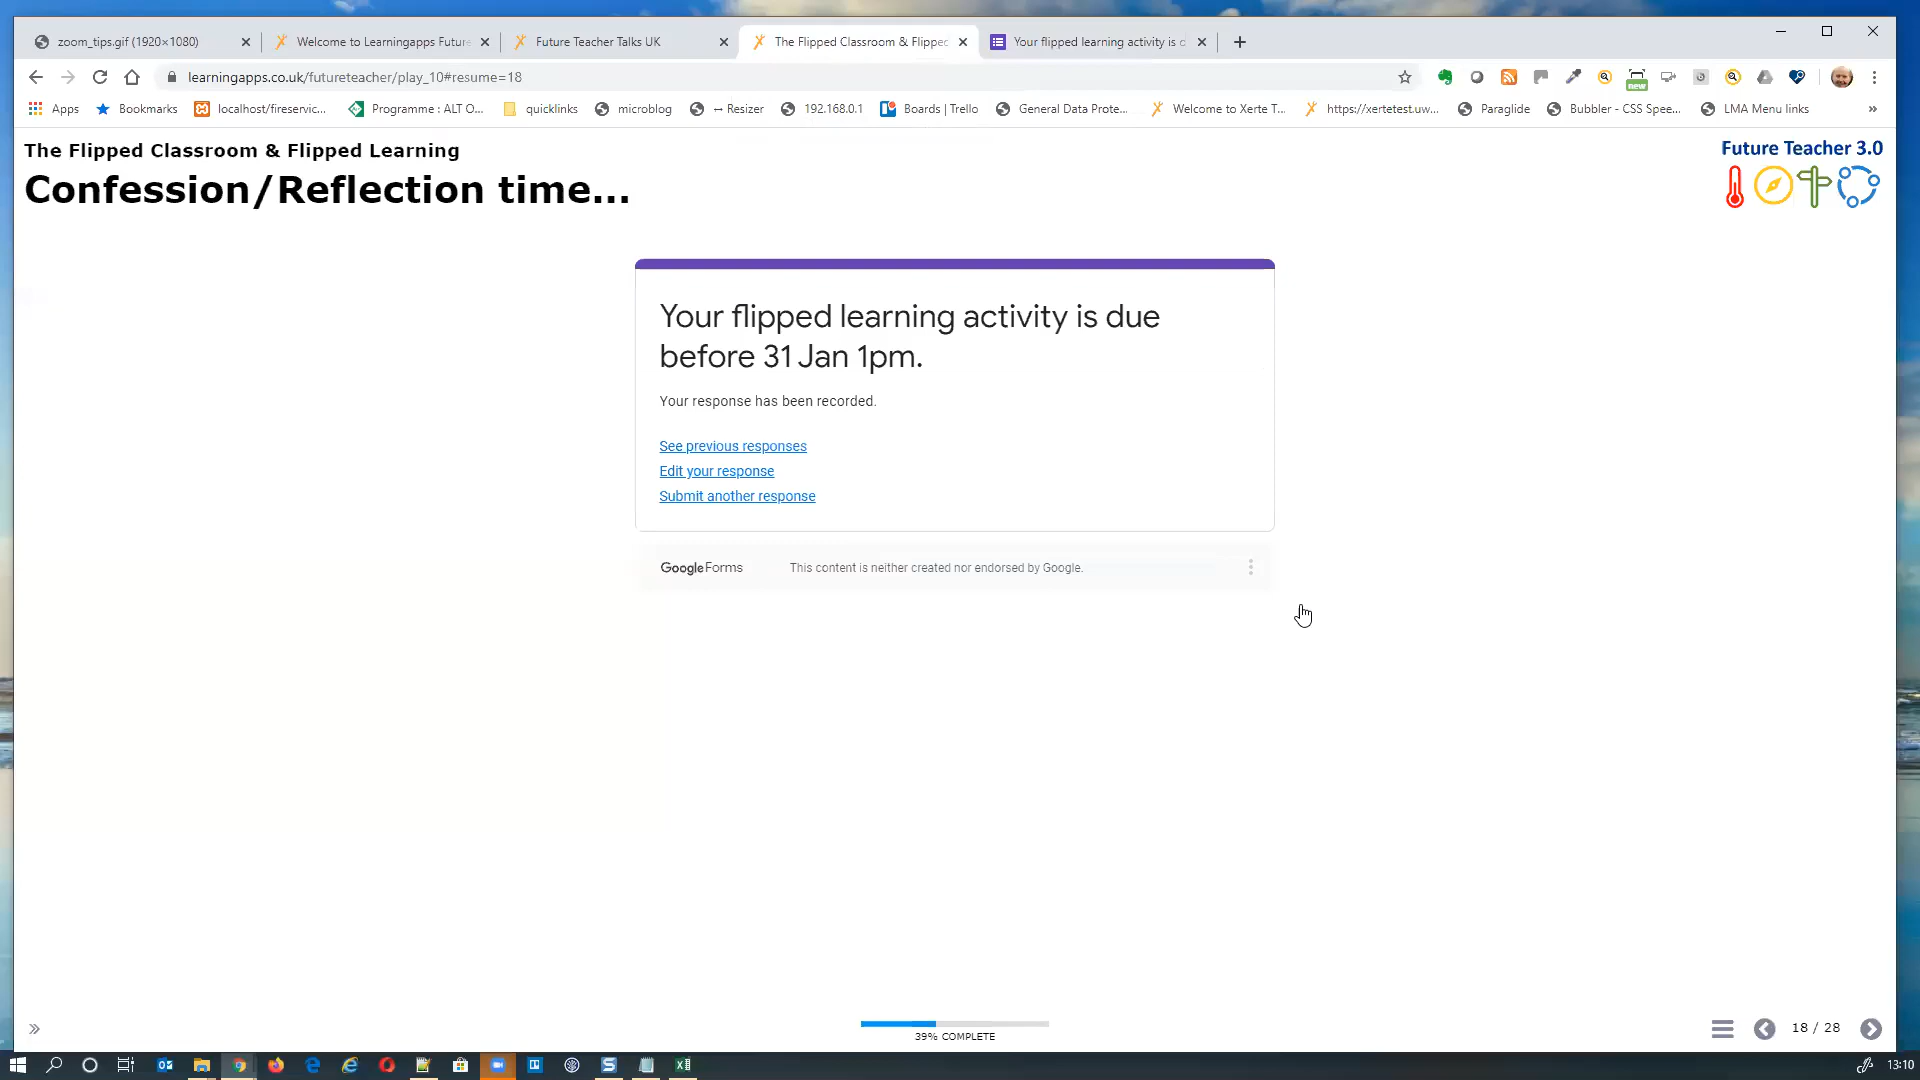 zoom_tips.gif (1920×1080)
Welcome to Learningapps Future
Future Teacher Talks UK
The Flipped Classroom & Flipped
Your flipped learning activity is d
learningapps.co.uk/futureteacher/play_10#resume=18
new
Apps
Bookmarks
localhost/fireservic...
Programme : ALT O...
quicklinks
microblog
↔ Resizer
192.168.0.1
Boards | Trello
General Data Prote...
Welcome to Xerte T...
https://xertetest.uw...
Paraglide
Bubbler - CSS Spee...
LMA Menu links
»
The Flipped Classroom & Flipped Learning
Confession/Reflection time...
Future Teacher 3.0
Your flipped learning activity is due
before 31 Jan 1pm.
Your response has been recorded.
See previous responses
Edit your response
Submit another response
Google Forms
This content is neither created nor endorsed by Google.
39% COMPLETE
18 / 28
13:10